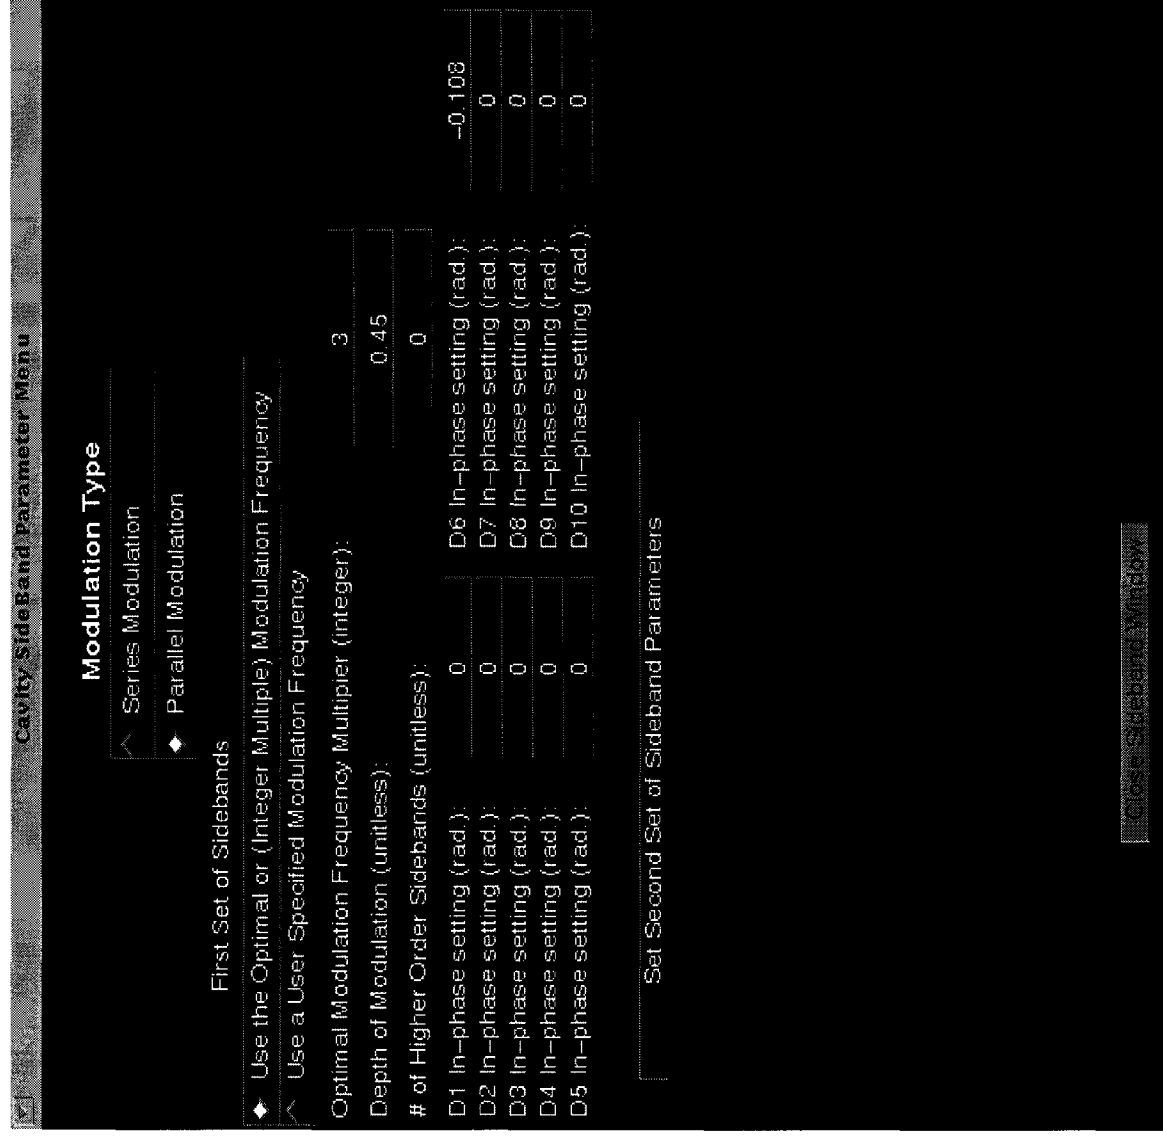 Cavity SideBand Parameter Menu
Modulation Type
Series Modulation
Parallel Modulation
First Set of Sidebands
Use the Optimal or (Integer Multiple) Modulation Frequency
Use a User Specified Modulation Frequency
Optimal Modulation Frequency Multipier (integer): 3
Depth of Modulation (unitless): 0.45
# of Higher Order Sidebands (unitless): 0
D1 In-phase setting (rad.): 0 D6 In-phase setting (rad.): -0.108
D2 In-phase setting (rad.): 0 D7 In-phase setting (rad.): 0
D3 In-phase setting (rad.): 0 D8 In-phase setting (rad.): 0
D4 In-phase setting (rad.): 0 D9 In-phase setting (rad.): 0
D5 In-phase setting (rad.): 0 D10 In-phase setting (rad.): 0
Set Second Set of Sideband Parameters
Close Sideband Window